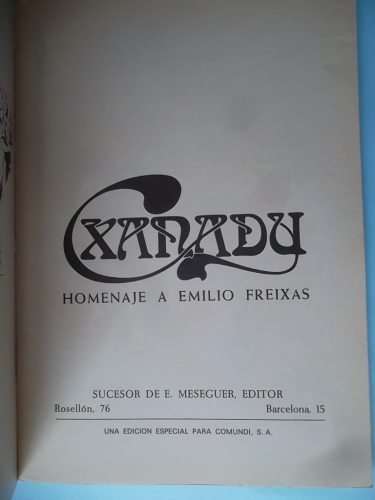 XANADU
HOMENAJE A EMILIO FREIXAS
SUCESOR DE E. MESEGUER, EDITOR
Rosellón, 76 Barcelona, 15
UNA EDICION ESPECIAL PARA COMUNDI, S. A.